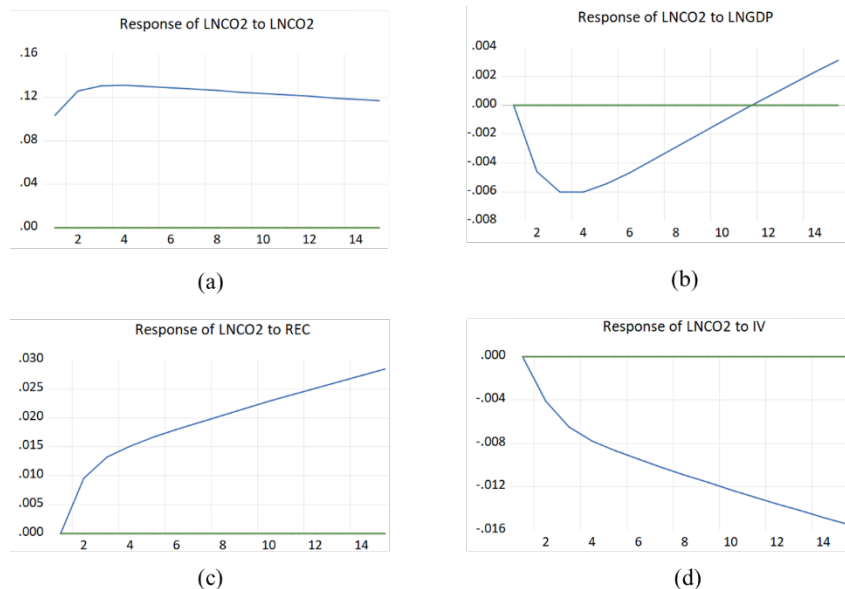 Response of LNCO2 to LNCO2
.16
.12
.08
.04
.00
2 4 6 8 10 12 14
(a)
Response of LNCO2 to LNGDP
.004
.002
.000
-.002
-.004
-.006
-.008
2 4 6 8 10 12 14
(b)
Response of LNCO2 to REC
.030
.025
.020
.015
.010
.005
.000
2 4 6 8 10 12 14
(c)
Response of LNCO2 to IV
.000
-.004
-.008
-.012
-.016
2 4 6 8 10 12 14
(d)